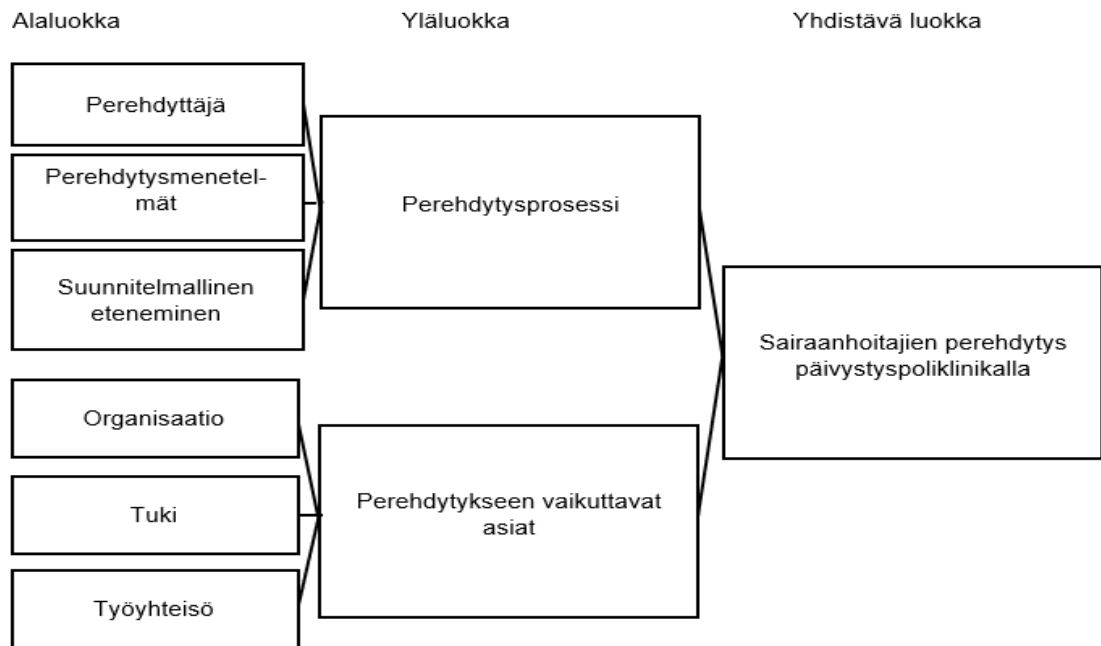 Alaluokka
Yläluokka
Yhdistävä luokka
Perehdyttäjä
Perehdytysmenetel-
mät
Suunnitelmallinen
eteneminen
Perehdytysprosessi
Organisaatio
Tuki
Työyhteisö
Perehdytykseen vaikuttavat
asiat
Sairaanhoitajien perehdytys
päivystyspoliklinikalla